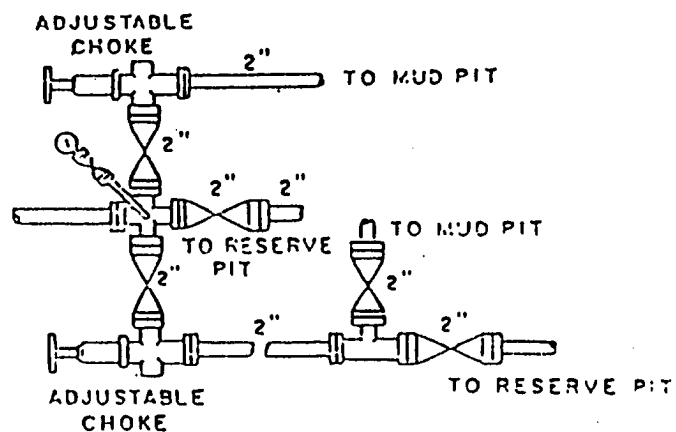 ADJUSTABLE
CHOKE
2"
TO MUD PIT
2"
2"
2"
TO RESERVE
PIT
2"
TO MUD PIT
2"
2"
2"
TO RESERVE PIT
ADJUSTABLE
CHOKE